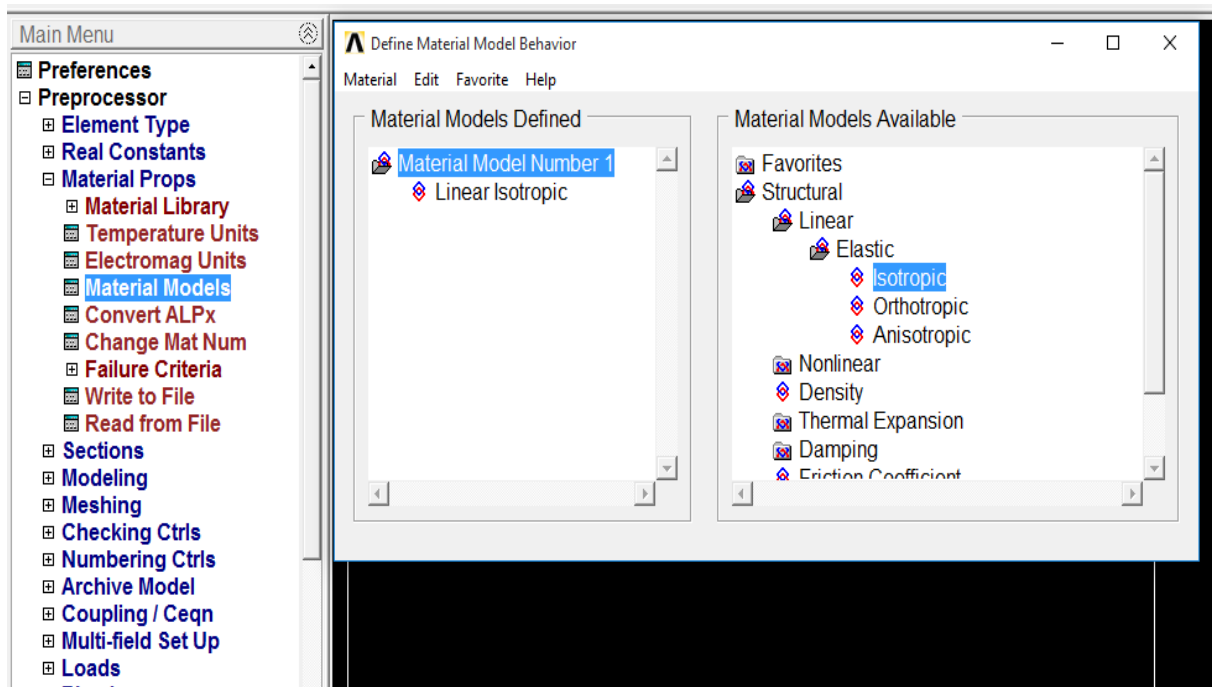 Main Menu
Preferences
Preprocessor
Element Type
Real Constants
Material Props
Material Library
Temperature Units
Electromag Units
Material Models
Convert ALPx
Change Mat Num
Failure Criteria
Write to File
Read from File
Sections
Modeling
Meshing
Checking Ctrls
Numbering Ctrls
Archive Model
Coupling / Ceqn
Multi-field Set Up
Loads
Define Material Model Behavior
Material Edit Favorite Help
Material Models Defined
Material Model Number 1
Linear Isotropic
Material Models Available
Favorites
Structural
Linear
Elastic
Isotropic
Orthotropic
Anisotropic
Nonlinear
Density
Thermal Expansion
Damping
Friction Coefficient